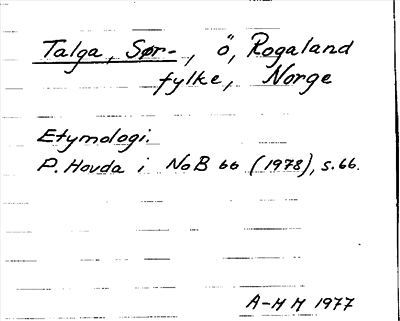 Talga, Sør-, ö, Rogaland
fylke, Norge
Etymologi.
P. Hovda i NoB 66 (1978), s. 66.
A-M M 1977